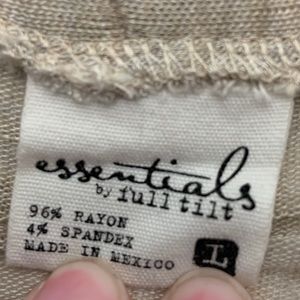 essentials
by full tilt
96% RAYON
4% SPANDEX
MADE IN MEXICO
L